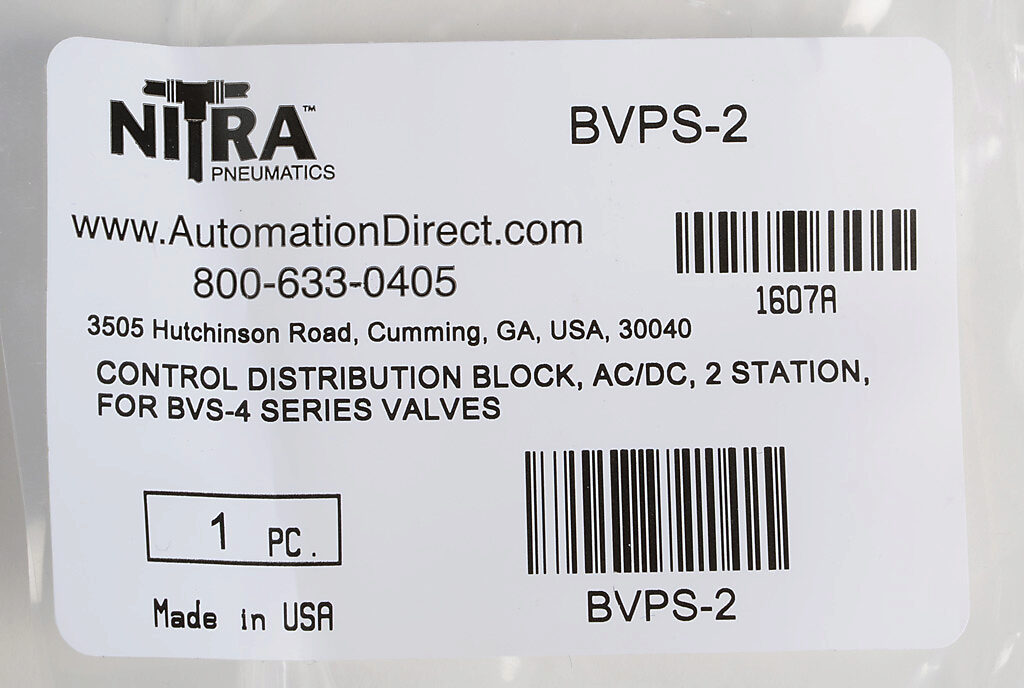 NITRA™
PNEUMATICS
BVPS-2
www.AutomationDirect.com
800-633-0405
1607A
3505 Hutchinson Road, Cumming, GA, USA, 30040
CONTROL DISTRIBUTION BLOCK, AC/DC, 2 STATION,
FOR BVS-4 SERIES VALVES
1 PC.
Made in USA
BVPS-2